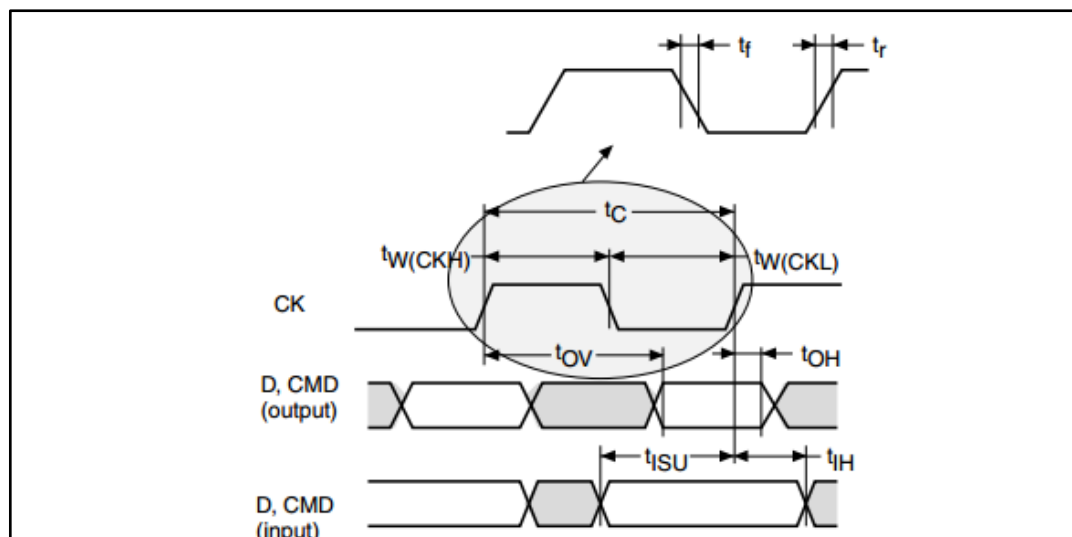 tf
tr
tC
tW(CKH)
tW(CKL)
CK
tOV
tOH
D, CMD
(output)
tISU
tIH
D, CMD
(input)